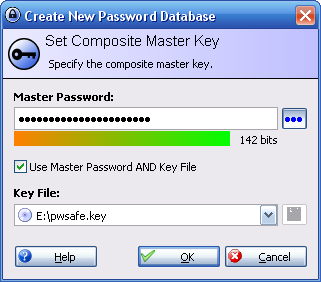 Create New Password Database
Set Composite Master Key
Specify the composite master key.
Master Password:
●●●●●●●●●●●●●●●●●●●●●●
142 bits
Use Master Password AND Key File
Key File:
E:\pwsafe.key
Help
OK
Cancel